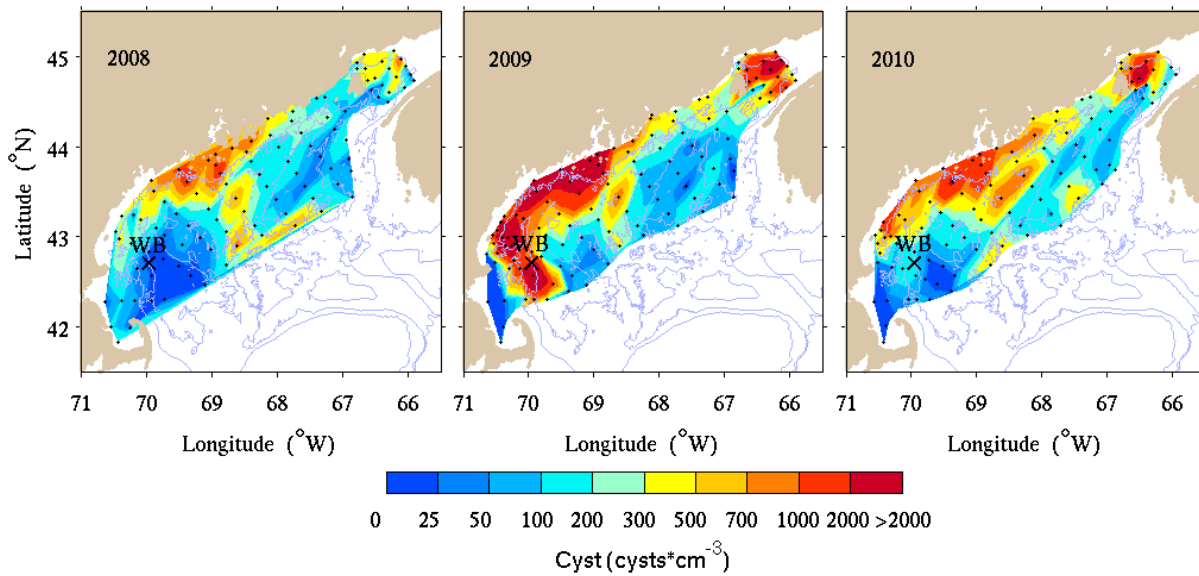 2008
2009
2010
45
44
43
42
Latitude (°N)
WB
WB
WB
71 70 69 68 67 66
71 70 69 68 67 66
71 70 69 68 67 66
Longitude (°W)
Longitude (°W)
Longitude (°W)
0 25 50 100 200 300 500 700 1000 2000 >2000
Cyst (cysts*cm-3)